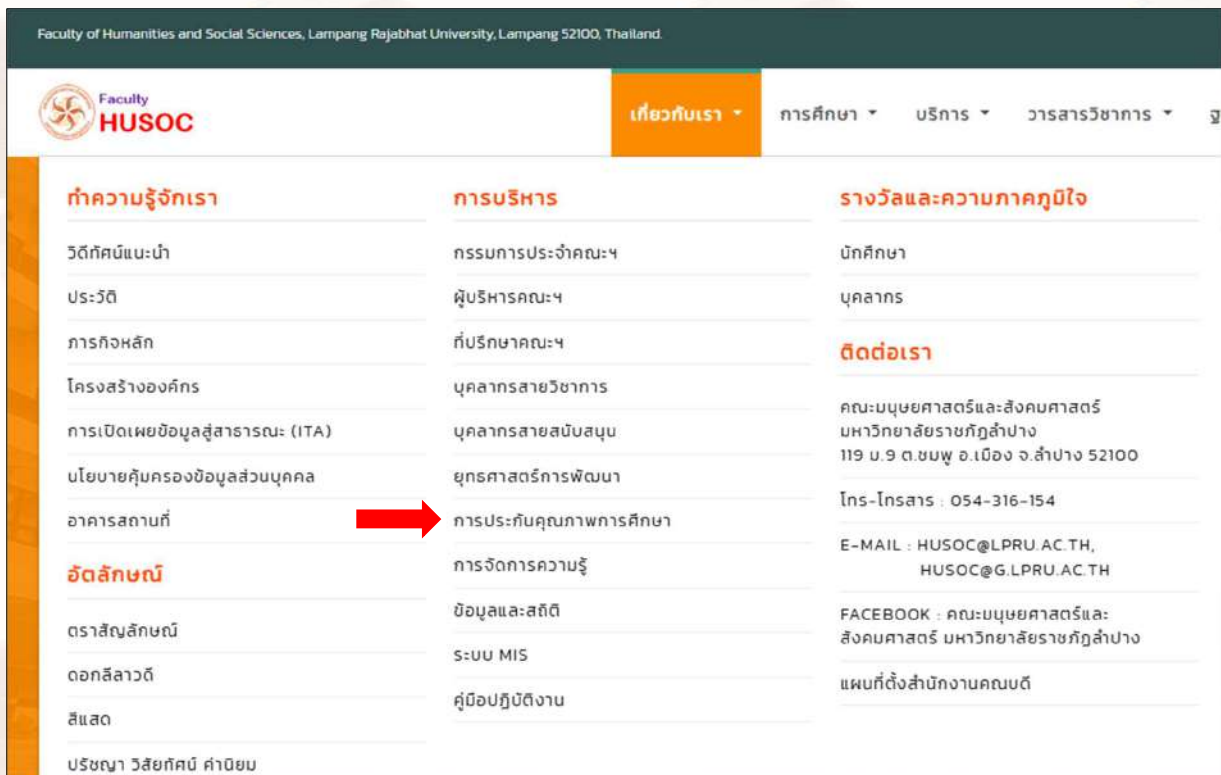 Faculty of Humanities and Social Sciences, Lampang Rajabhat University, Lampang 52100, Thailand.
Faculty
HUSOC
เกี่ยวกับเรา
การศึกษา
บริการ
วารสารวิชาการ
ฐ
ทำความรู้จักเรา
วิดีทัศน์แนะนำ
ประวัติ
ภารกิจหลัก
โครงสร้างองค์กร
การเปิดเผยข้อมูลสู่สาธารณะ (ITA)
นโยบายคุ้มครองข้อมูลส่วนบุคคล
อาคารสถานที่
อัตลักษณ์
ตราสัญลักษณ์
ดอกลีลาวดี
สีแสด
ปรัชญา วิสัยทัศน์ ค่านิยม
การบริหาร
กรรมการประจำคณะฯ
ผู้บริหารคณะฯ
ที่ปรึกษาคณะฯ
บุคลากรสายวิชาการ
บุคลากรสายสนับสนุน
ยุทธศาสตร์การพัฒนา
การประกันคุณภาพการศึกษา
การจัดการความรู้
ข้อมูลและสถิติ
ระบบ MIS
คู่มือปฏิบัติงาน
รางวัลและความภาคภูมิใจ
นักศึกษา
บุคลากร
ติดต่อเรา
คณะมนุษยศาสตร์และสังคมศาสตร์
มหาวิทยาลัยราชภัฏลำปาง
119 ม.9 ต.ชมพู อ.เมือง จ.ลำปาง 52100
โทร-โทรสาร : 054-316-154
E-MAIL : HUSOC@LPRU.AC.TH,
HUSOC@G.LPRU.AC.TH
FACEBOOK : คณะมนุษยศาสตร์และ
สังคมศาสตร์ มหาวิทยาลัยราชภัฏลำปาง
แผนที่ตั้งสำนักงานคณบดี